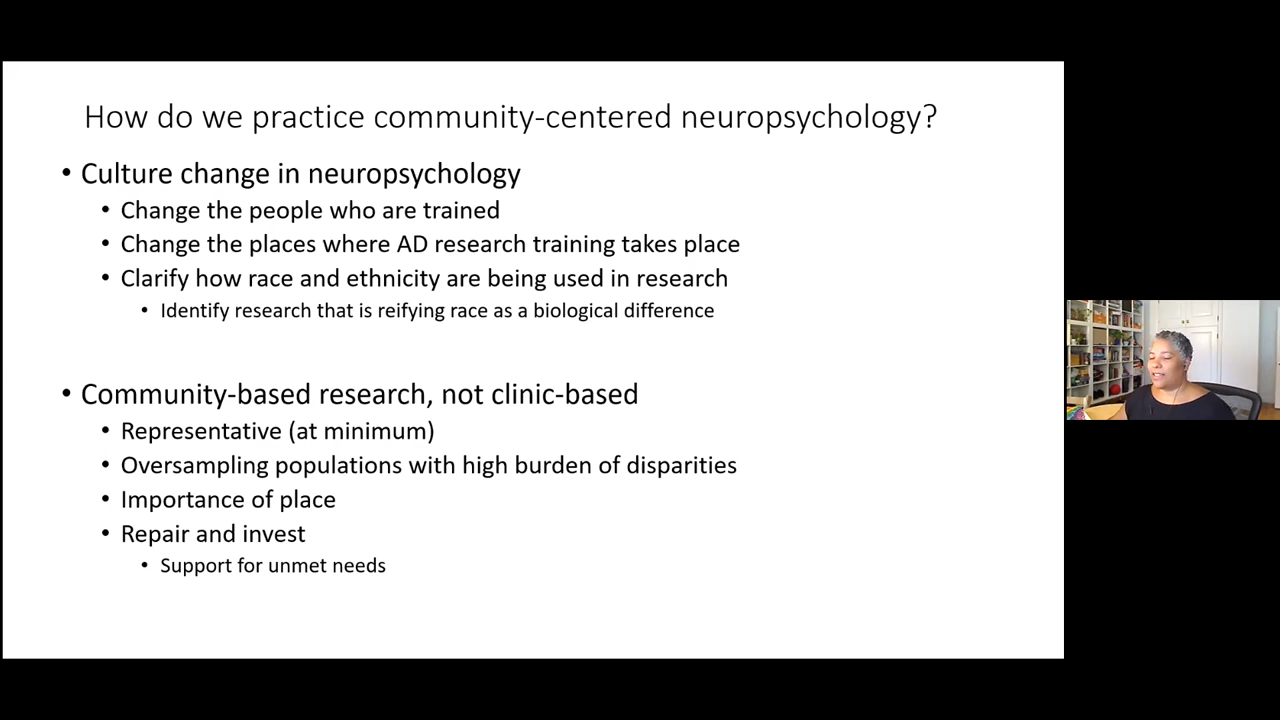 How do we practice community-centered neuropsychology?
• Culture change in neuropsychology
• Change the people who are trained
• Change the places where AD research training takes place
• Clarify how race and ethnicity are being used in research
• Identify research that is reifying race as a biological difference
• Community-based research, not clinic-based
• Representative (at minimum)
• Oversampling populations with high burden of disparities
• Importance of place
• Repair and invest
• Support for unmet needs